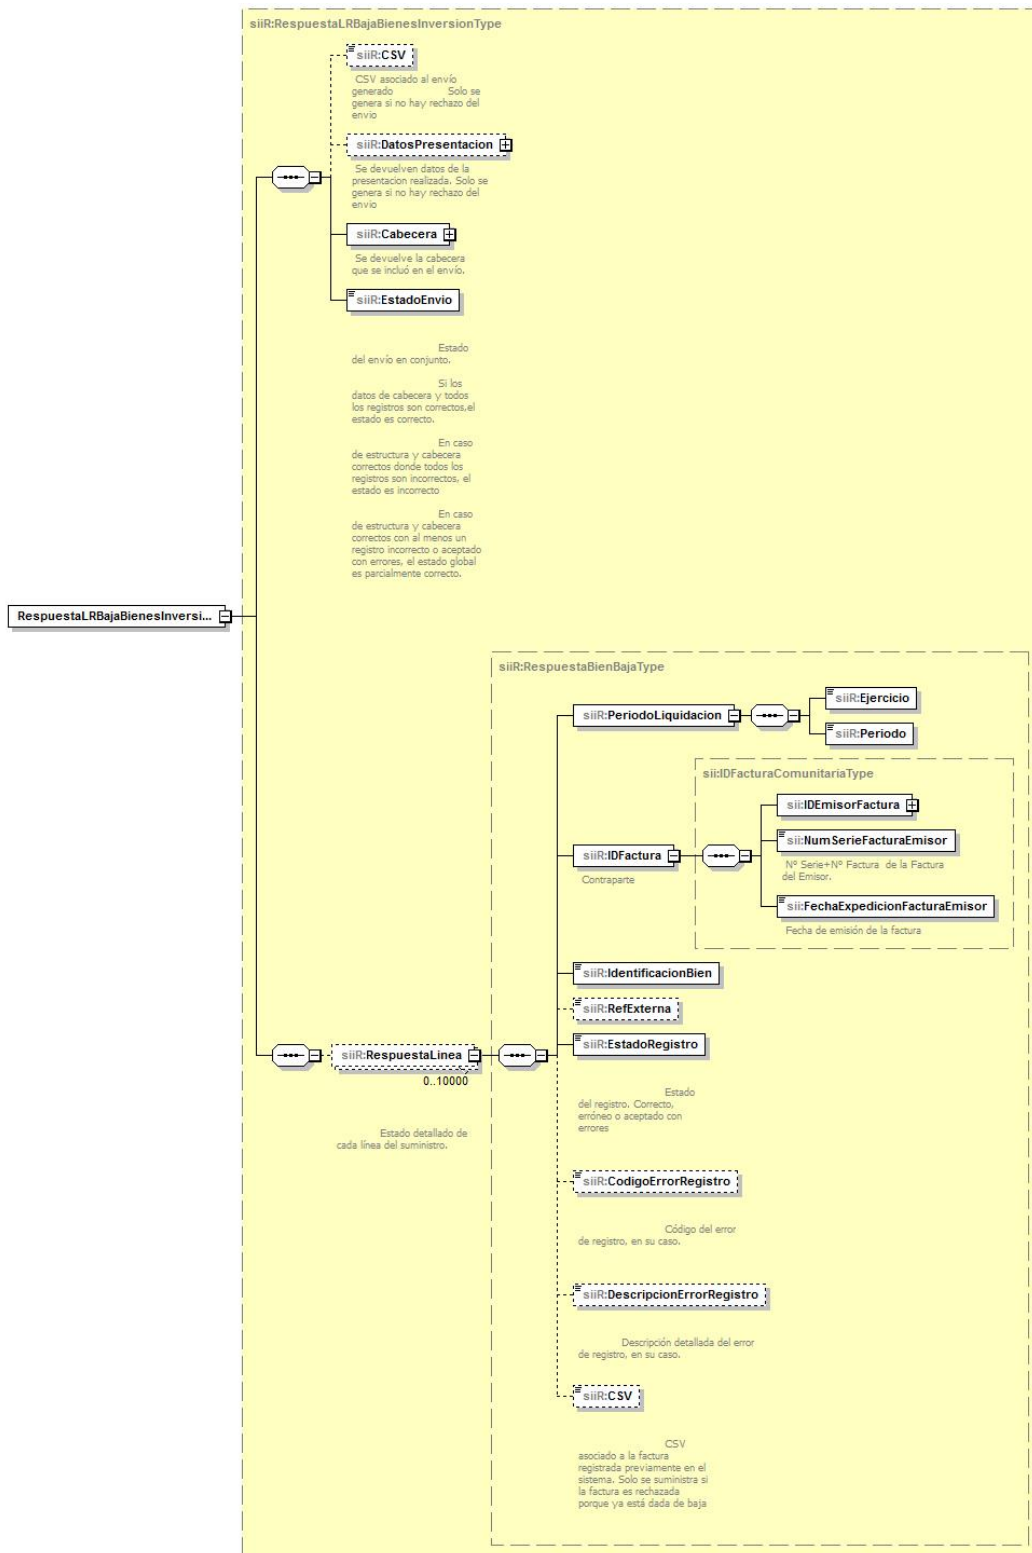 siiR:RespuestaLRBajaBienesInversionType
siiR:CSV
CSV asociado al envío
generado Solo se
genera si no hay rechazo del
envio
siiR:DatosPresentacion
Se devuelven datos de la
presentacion realizada. Solo se
genera si no hay rechazo del
envio
siiR:Cabecera
Se devuelve la cabecera
que se incluó en el envío.
siiR:EstadoEnvio
Estado
del envío en conjunto.
Si los
datos de cabecera y todos
los registros son correctos,el
estado es correcto.
En caso
de estructura y cabecera
correctos donde todos los
registros son incorrectos, el
estado es incorrecto
En caso
de estructura y cabecera
correctos con al menos un
registro incorrecto o aceptado
con errores, el estado global
es parcialmente correcto.
RespuestaLRBajaBienesInversi...
siiR:RespuestaBienBajaType
siiR:PeriodoLiquidacion
siiR:Ejercicio
siiR:Periodo
sii:IDFacturaComunitariaType
sii:IDEmisorFactura
sii:NumSerieFacturaEmisor
Nº Serie+Nº Factura de la Factura
del Emisor.
siiR:IDFactura
Contraparte
sii:FechaExpedicionFacturaEmisor
Fecha de emisión de la factura
siiR:IdentificacionBien
siiR:RefExterna
siiR:EstadoRegistro
Estado
del registro. Correcto,
erróneo o aceptado con
errores
siiR:RespuestaLinea
0..10000
Estado detallado de
cada línea del suministro.
siiR:CodigoErrorRegistro
Código del error
de registro, en su caso.
siiR:DescripcionErrorRegistro
Descripción detallada del error
de registro, en su caso.
siiR:CSV
CSV
asociado a la factura
registrada previamente en el
sistema. Solo se suministra si
la factura es rechazada
porque ya está dada de baja